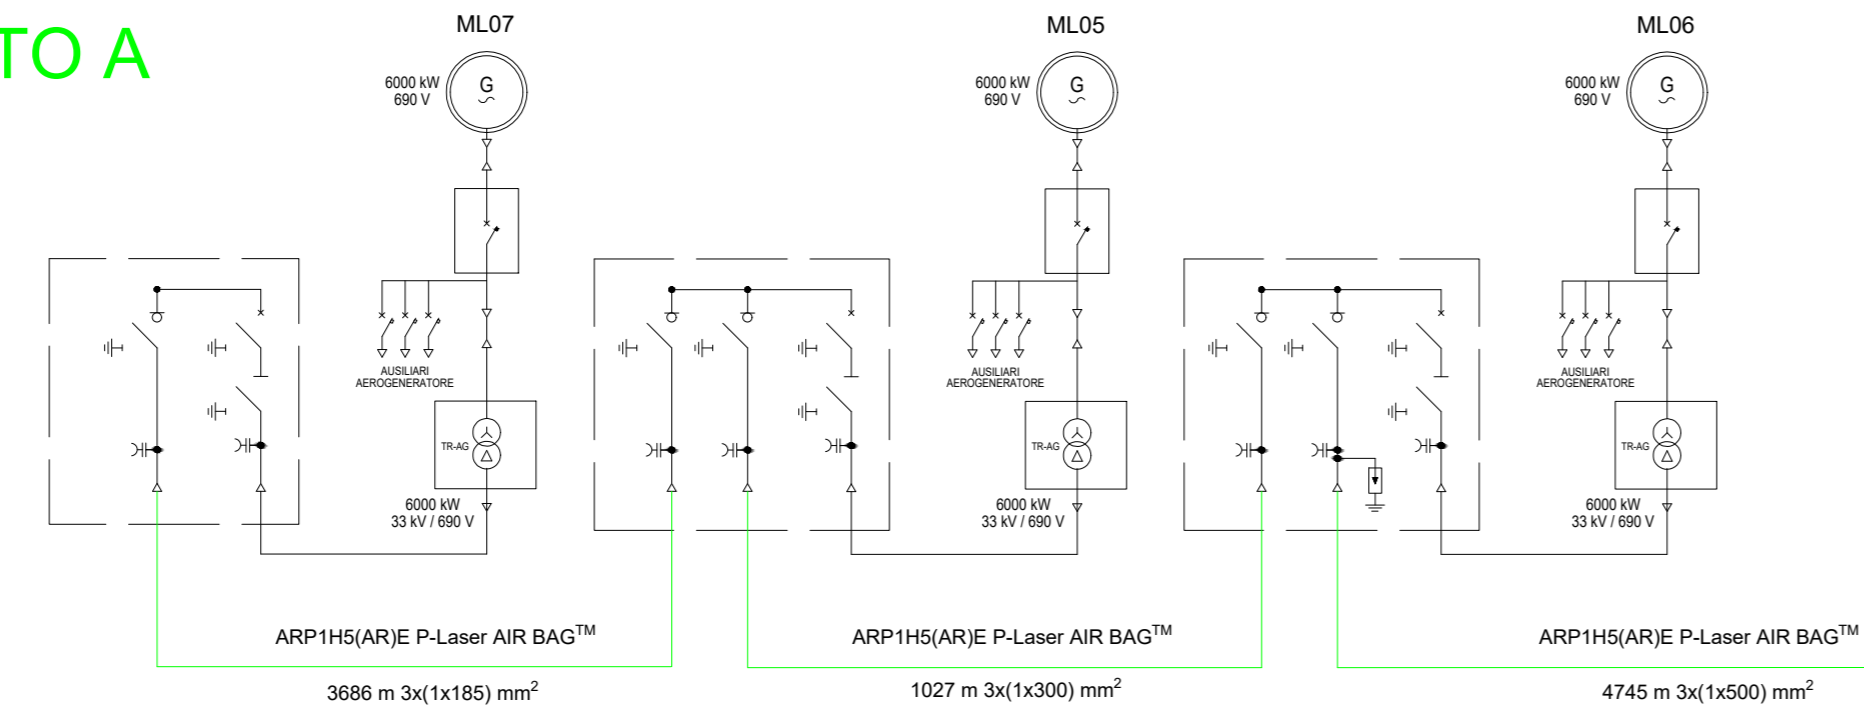 TO A
ML07
6000 kW
690 V
G
AUSILIARI
AEROGENERATORE
TR-AG
6000 kW
33 kV / 690 V
ML05
6000 kW
690 V
G
AUSILIARI
AEROGENERATORE
TR-AG
6000 kW
33 kV / 690 V
ML06
6000 kW
690 V
G
AUSILIARI
AEROGENERATORE
TR-AG
6000 kW
33 kV / 690 V
ARP1H5(AR)E P-Laser AIR BAG™
3686 m 3x(1x185) mm²
ARP1H5(AR)E P-Laser AIR BAG™
1027 m 3x(1x300) mm²
ARP1H5(AR)E P-Laser AIR BAG™
4745 m 3x(1x500) mm²